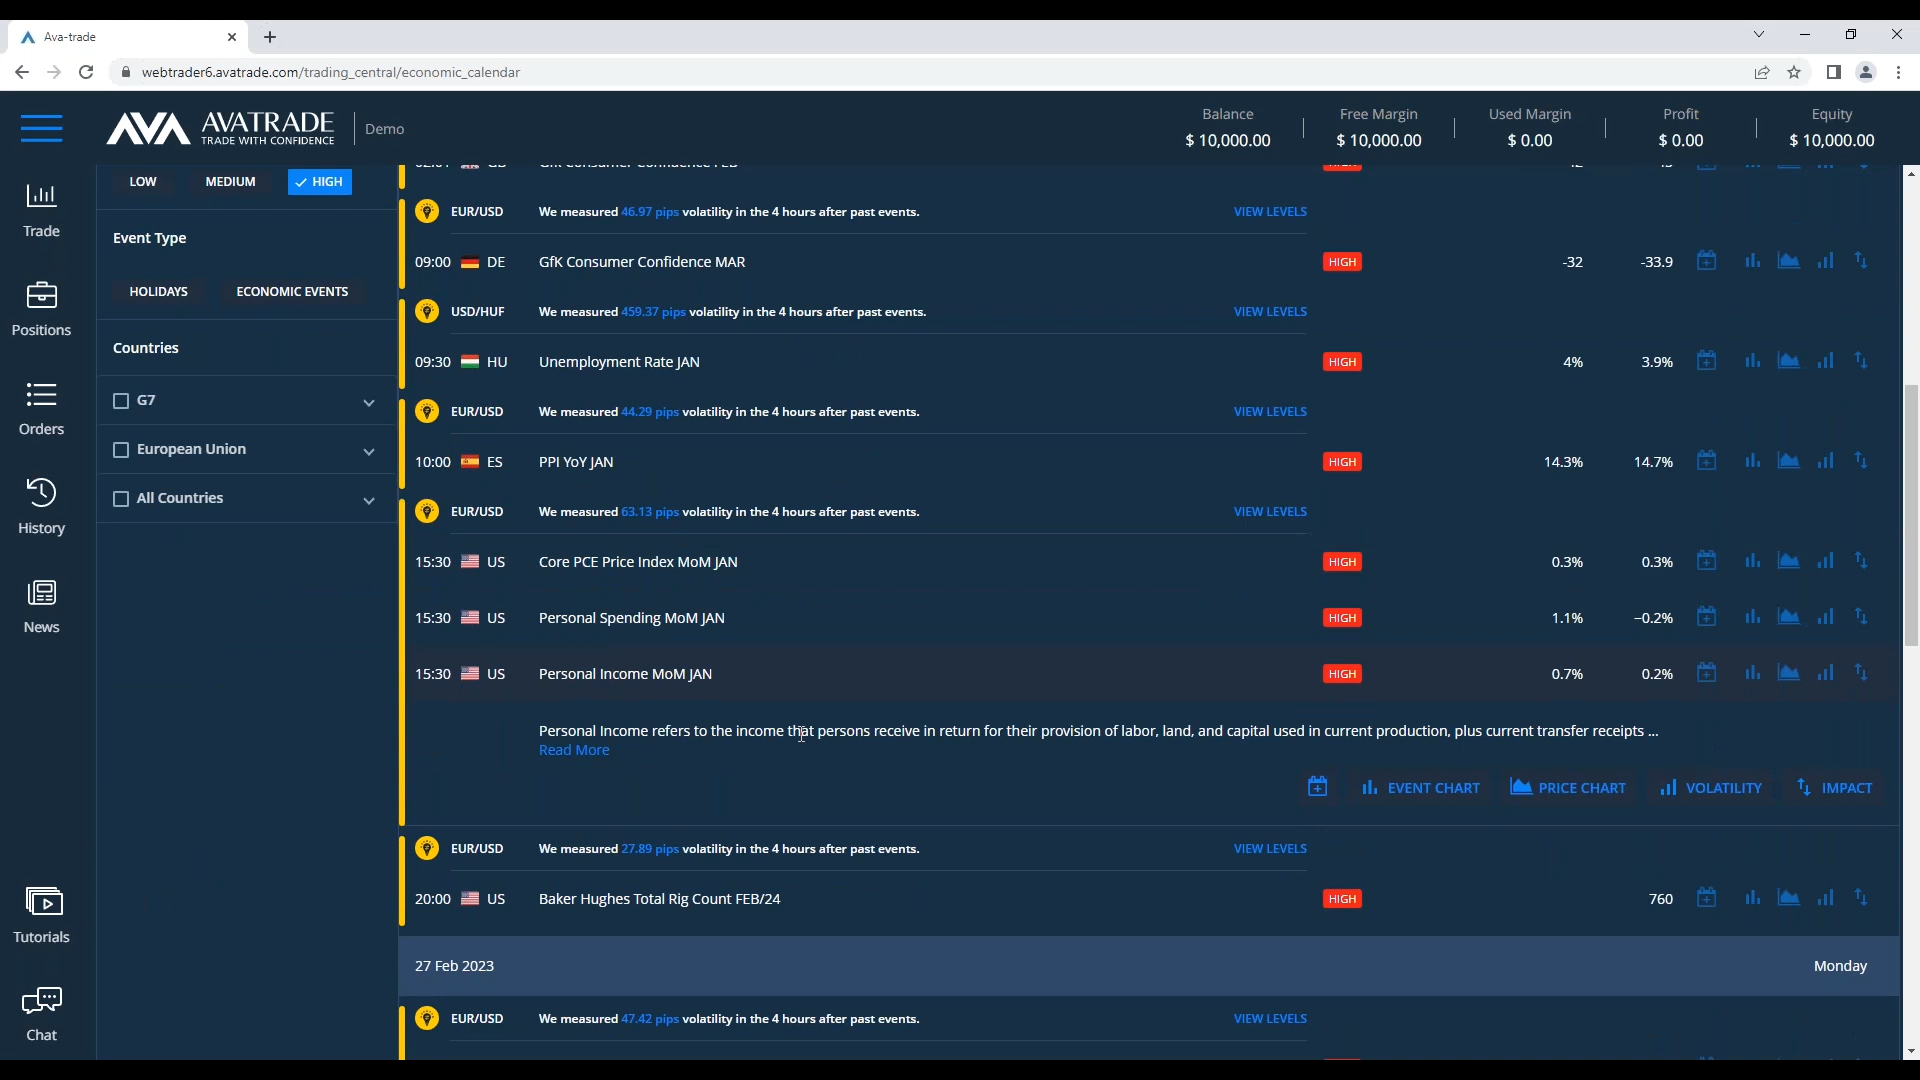 Ava-trade
webtrader6.avatrade.com/trading_central/economic_calendar
AVA AVATRADE
TRADE WITH CONFIDENCE
Demo
Balance
$ 10,000.00
Free Margin
$ 10,000.00
Used Margin
$ 0.00
Profit
$ 0.00
Equity
$ 10,000.00
Trade
Positions
Orders
History
News
Tutorials
Chat
LOW MEDIUM HIGH
Event Type
HOLIDAYS ECONOMIC EVENTS
Countries
G7
European Union
All Countries
EUR/USD We measured 46.97 pips volatility in the 4 hours after past events. VIEW LEVELS
09:00 DE GfK Consumer Confidence MAR HIGH -32 -33.9
USD/HUF We measured 459.37 pips volatility in the 4 hours after past events. VIEW LEVELS
09:30 HU Unemployment Rate JAN HIGH 4% 3.9%
EUR/USD We measured 44.29 pips volatility in the 4 hours after past events. VIEW LEVELS
10:00 ES PPI YoY JAN HIGH 14.3% 14.7%
EUR/USD We measured 63.13 pips volatility in the 4 hours after past events. VIEW LEVELS
15:30 US Core PCE Price Index MoM JAN HIGH 0.3% 0.3%
15:30 US Personal Spending MoM JAN HIGH 1.1% −0.2%
15:30 US Personal Income MoM JAN HIGH 0.7% 0.2%
Personal Income refers to the income that persons receive in return for their provision of labor, land, and capital used in current production, plus current transfer receipts ...
Read More
EVENT CHART PRICE CHART VOLATILITY IMPACT
EUR/USD We measured 27.89 pips volatility in the 4 hours after past events. VIEW LEVELS
20:00 US Baker Hughes Total Rig Count FEB/24 HIGH 760
27 Feb 2023 Monday
EUR/USD We measured 47.42 pips volatility in the 4 hours after past events. VIEW LEVELS